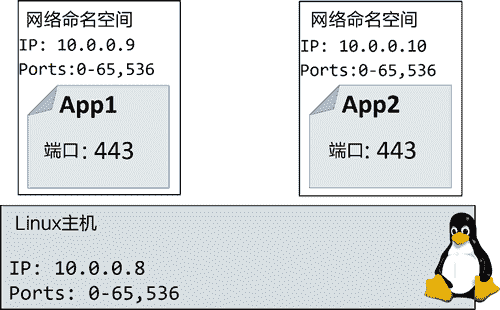 网络命名空间
IP: 10.0.0.9
Ports:0-65,536
App1
端口: 443
网络命名空间
IP: 10.0.0.10
Ports:0-65,536
App2
端口: 443
Linux主机
IP: 10.0.0.8
Ports: 0-65,536